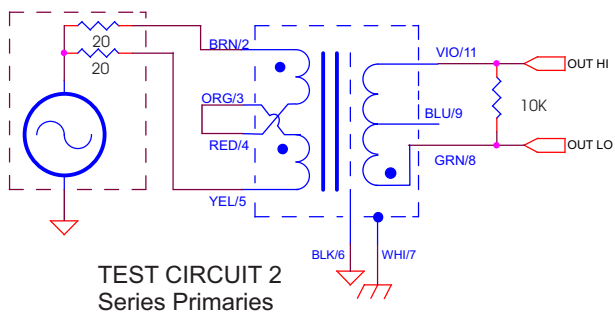 20
20
BRN/2
ORG/3
RED/4
YEL/5
VIO/11
BLU/9
GRN/8
OUT HI
10K
OUT LO
BLK/6
WHI/7
TEST CIRCUIT 2
Series Primaries